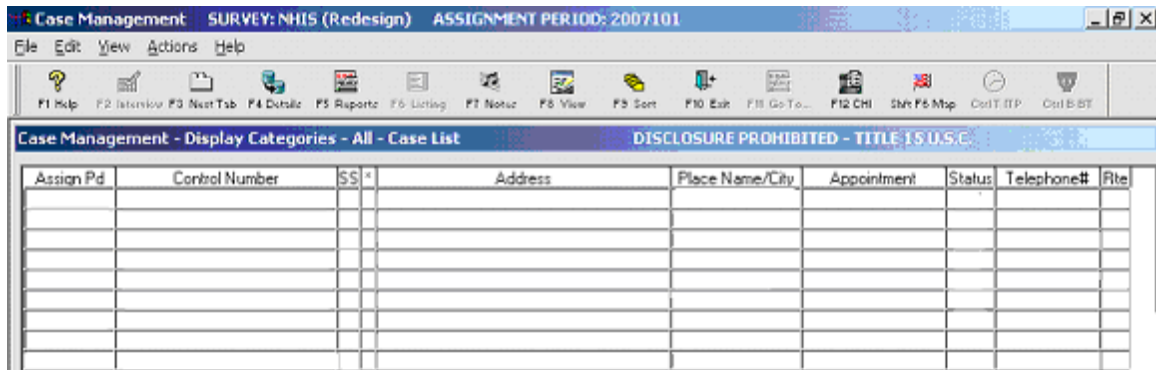 Case Management SURVEY: NHIS (Redesign) ASSIGNMENT PERIOD: 2007101
File Edit View Actions Help
F1 Help F2 Interview F3 Next Tab F4 Details F5 Reports F6 Listing F7 Notes F8 View F9 Sort F10 Exit F11 Go To... F12 CHI Shft F6 Map Ctrl T ITP Ctrl B BT
Case Management - Display Categories - All - Case List DISCLOSURE PROHIBITED - TITLE 15 U.S.C.
Assign Pd Control Number SS * Address Place Name/City Appointment Status Telephone# Rte